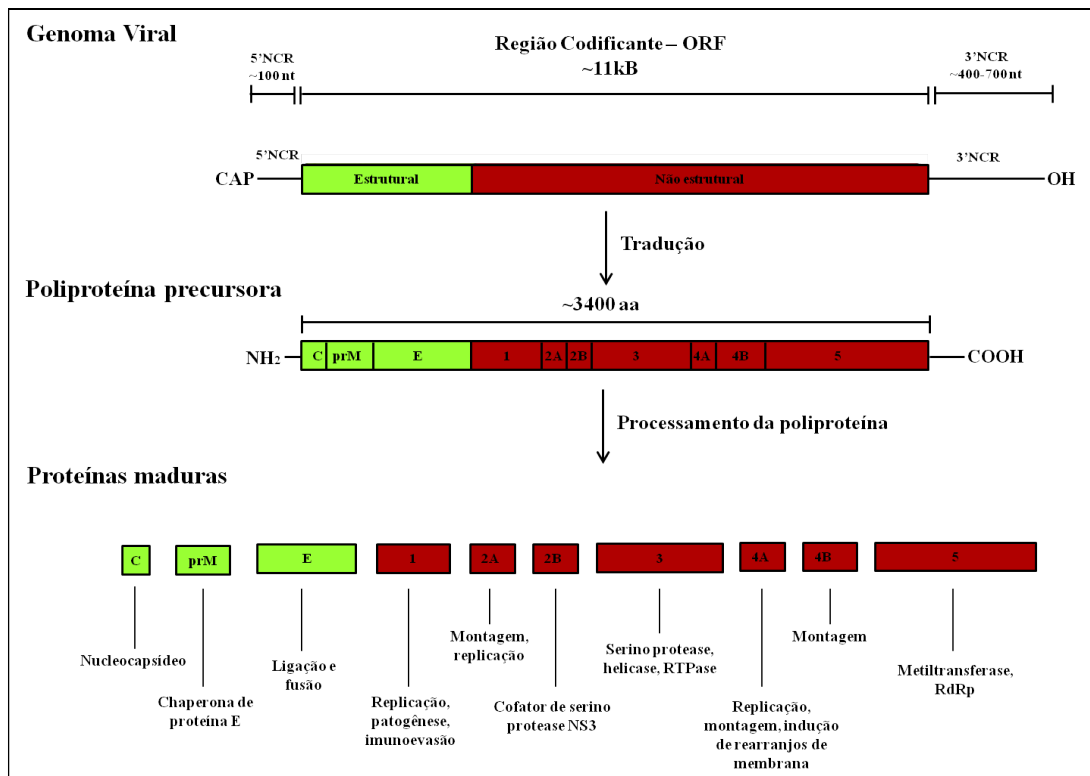 Genoma Viral
5'NCR
~100 nt
Região Codificante – ORF
~11kB
3'NCR
~400-700nt
5'NCR
3'NCR
CAP
Estrutural
Não estrutural
OH
Tradução
Poliproteína precursora
~3400 aa
NH2
C
prM
E
1
2A
2B
3
4A
4B
5
COOH
Processamento da poliproteína
Proteínas maduras
C
prM
E
1
2A
2B
3
4A
4B
5
Nucleocapsídeo
Chaperona de
proteína E
Ligação e
fusão
Replicação,
patogênese,
imunoevasão
Montagem,
replicação
Cofator de serino
protease NS3
Serino protease,
helicase, RTPase
Replicação,
montagem, indução
de rearranjos de
membrana
Montagem
Metiltransferase,
RdRp